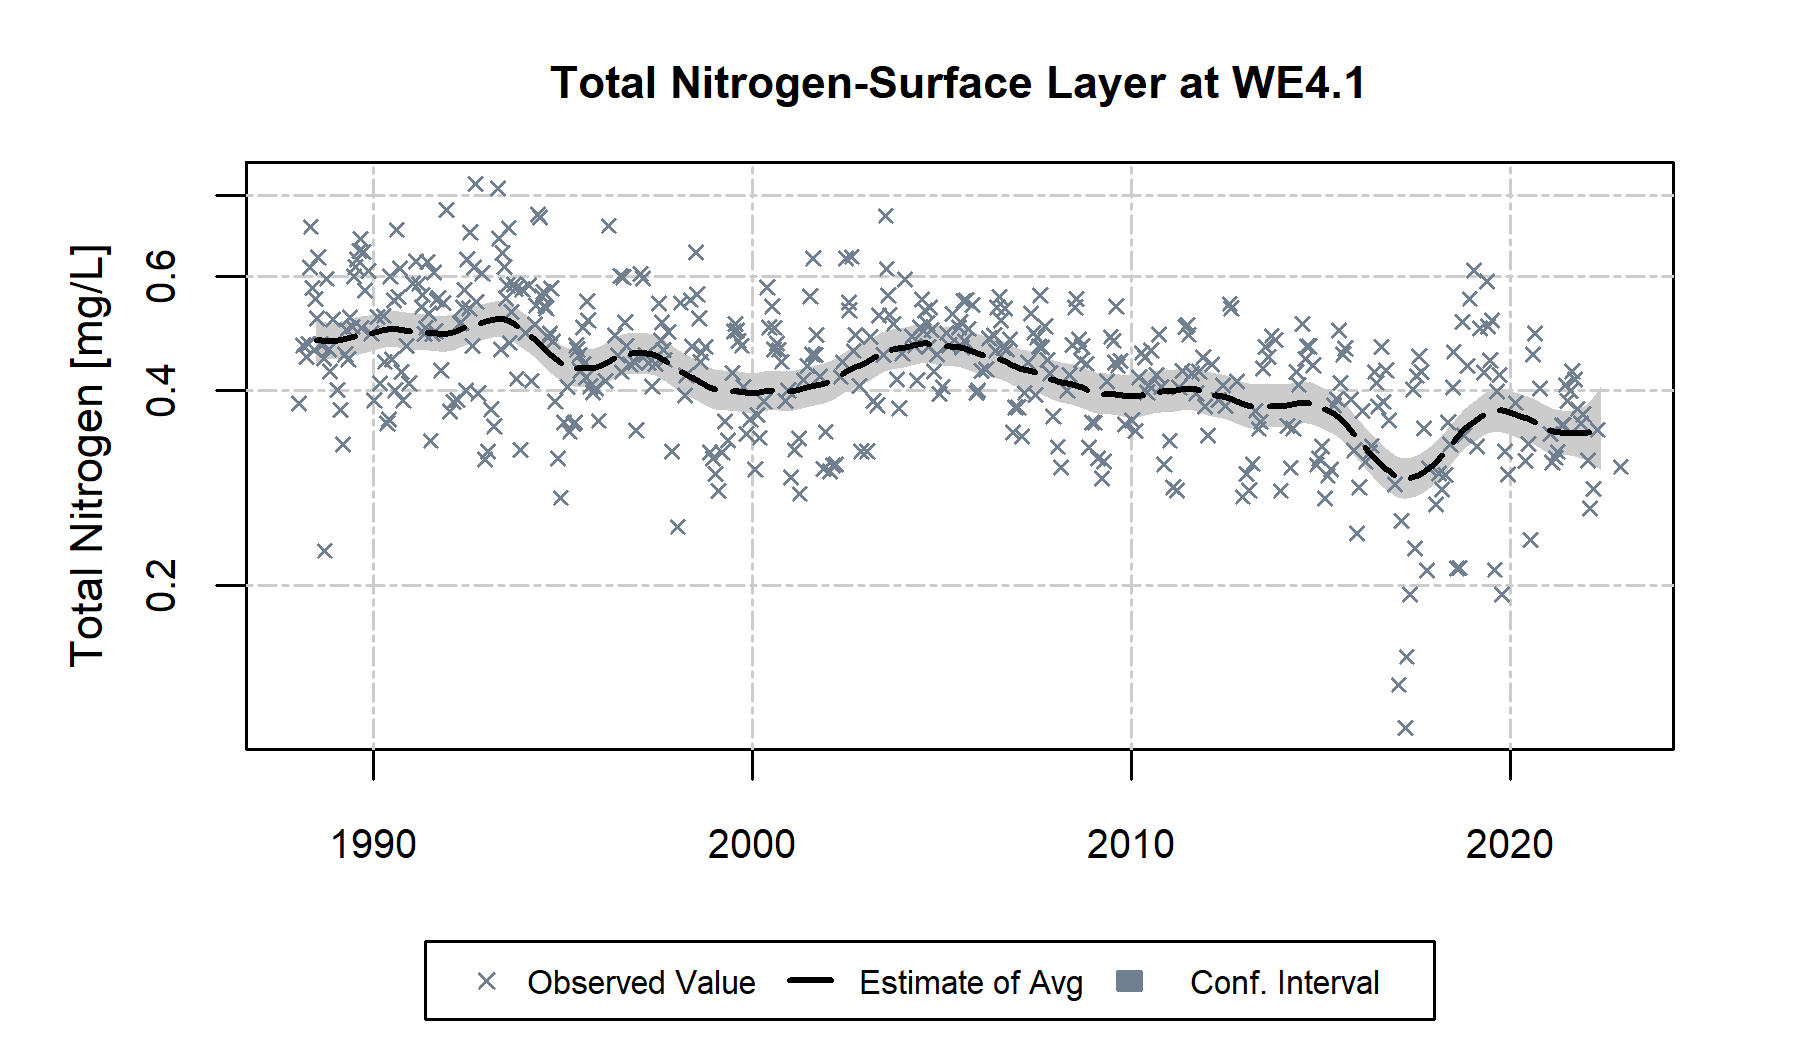 Total Nitrogen-Surface Layer at WE4.1
Total Nitrogen [mg/L]
0.6
0.4
0.2
1990 2000 2010 2020
Observed Value Estimate of Avg Conf. Interval